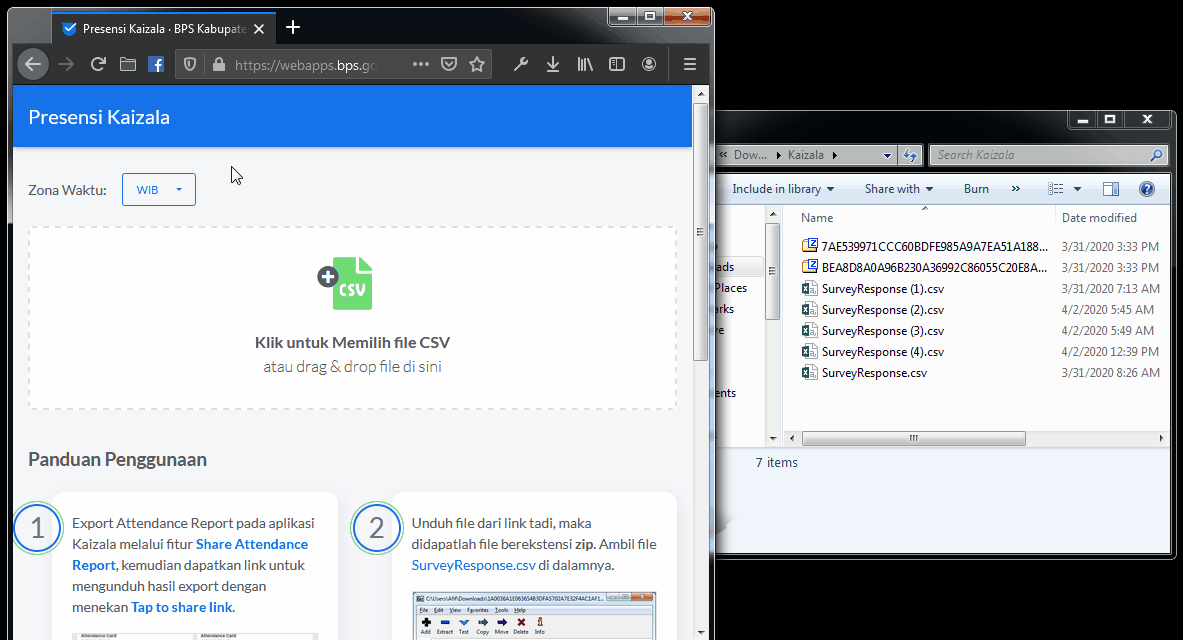 Presensi Kaizala · BPS Kabupate
https://webapps.bps.go
Presensi Kaizala
Zona Waktu:
WIB
CSV
Klik untuk Memilih file CSV
atau drag & drop file di sini
Panduan Penggunaan
1
Export Attendance Report pada aplikasi
Kaizala melalui fitur Share Attendance
Report, kemudian dapatkan link untuk
mengunduh hasil export dengan
menekan Tap to share link.
Attendance Card
Attendance Card
2
Unduh file dari link tadi, maka
didapatlah file berekstensi zip. Ambil file
SurveyResponse.csv di dalamnya.
File Edit View Favorites Tools Help
Add Extract Test Copy Move Delete Info
« Dow... Kaizala
Search Kaizala
Include in library
Share with
Burn
»
Name
Date modified
7AE539971CCC60BDFE985A9A7EA51A188... 3/31/2020 3:33 PM
BEA8D8A0A96B230A36992C86055C20E8A... 3/31/2020 3:33 PM
SurveyResponse (1).csv 3/31/2020 7:13 AM
SurveyResponse (2).csv 4/2/2020 5:45 AM
SurveyResponse (3).csv 4/2/2020 5:49 AM
SurveyResponse (4).csv 4/2/2020 12:39 PM
SurveyResponse.csv 3/31/2020 8:26 AM
ads
Places
arks
ents
7 items